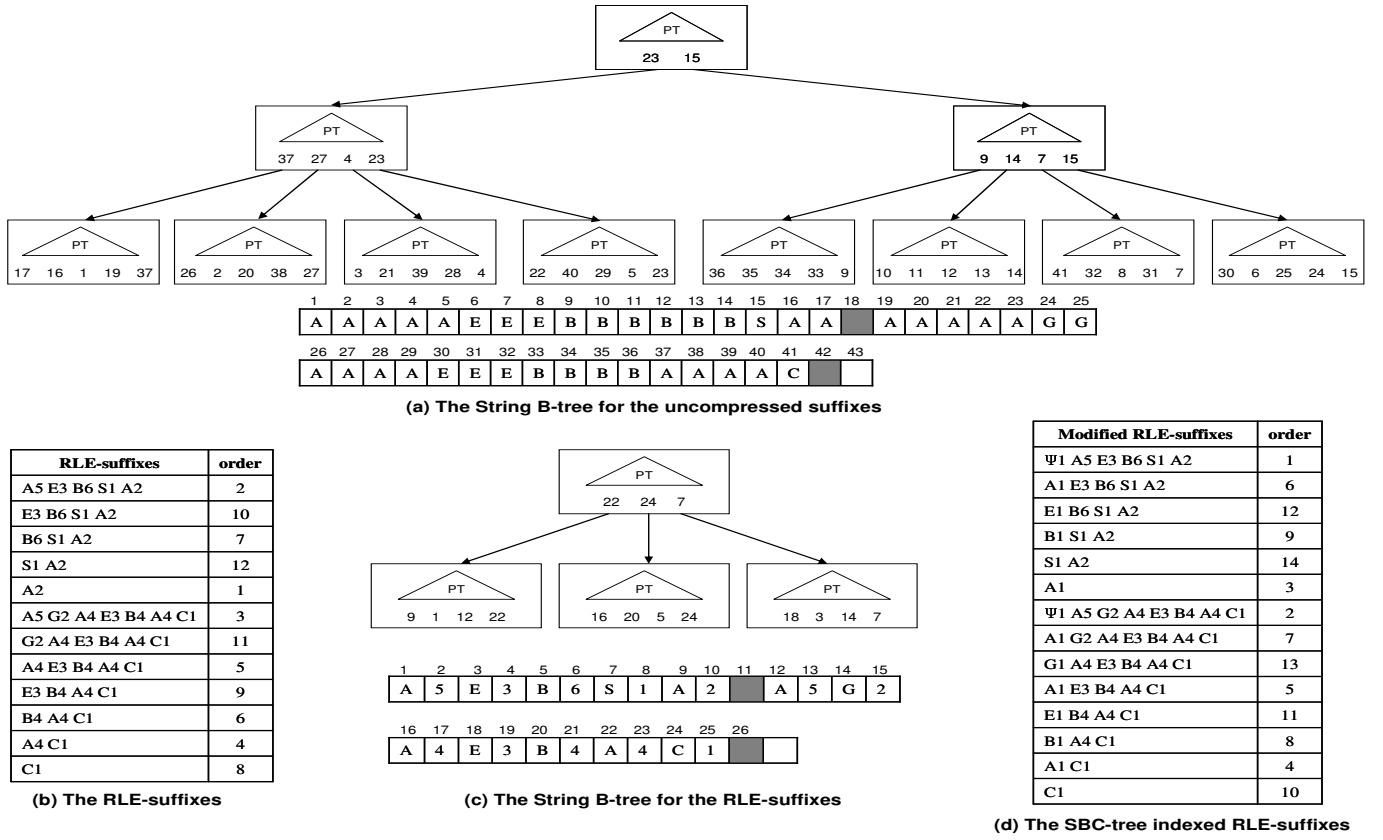 PT
23 15
PT
37 27 4 23
PT
9 14 7 15
PT
17 16 1 19 37
PT
26 2 20 38 27
PT
3 21 39 28 4
PT
22 40 29 5 23
PT
36 35 34 33 9
PT
10 11 12 13 14
PT
41 32 8 31 7
PT
30 6 25 24 15
1 2 3 4 5 6 7 8 9 10 11 12 13 14 15 16 17 18 19 20 21 22 23 24 25
A A A A A E E E B B B B B B S A A A A A A A G G
26 27 28 29 30 31 32 33 34 35 36 37 38 39 40 41 42 43
A A A A E E E B B B B A A A A C
(a) The String B-tree for the uncompressed suffixes
RLE-suffixes order
A5 E3 B6 S1 A2 2
E3 B6 S1 A2 10
B6 S1 A2 7
S1 A2 12
A2 1
A5 G2 A4 E3 B4 A4 C1 3
G2 A4 E3 B4 A4 C1 11
A4 E3 B4 A4 C1 5
E3 B4 A4 C1 9
B4 A4 C1 6
A4 C1 4
C1 8
(b) The RLE-suffixes
PT
22 24 7
PT
9 1 12 22
PT
16 20 5 24
PT
18 3 14 7
1 2 3 4 5 6 7 8 9 10 11 12 13 14 15
A 5 E 3 B 6 S 1 A 2 A 5 G 2
16 17 18 19 20 21 22 23 24 25 26
A 4 E 3 B 4 A 4 C 1
(c) The String B-tree for the RLE-suffixes
Modified RLE-suffixes order
Ψ1 A5 E3 B6 S1 A2 1
A1 E3 B6 S1 A2 6
E1 B6 S1 A2 12
B1 S1 A2 9
S1 A2 14
A1 3
Ψ1 A5 G2 A4 E3 B4 A4 C1 2
A1 G2 A4 E3 B4 A4 C1 7
G1 A4 E3 B4 A4 C1 13
A1 E3 B4 A4 C1 5
E1 B4 A4 C1 11
B1 A4 C1 8
A1 C1 4
C1 10
(d) The SBC-tree indexed RLE-suffixes